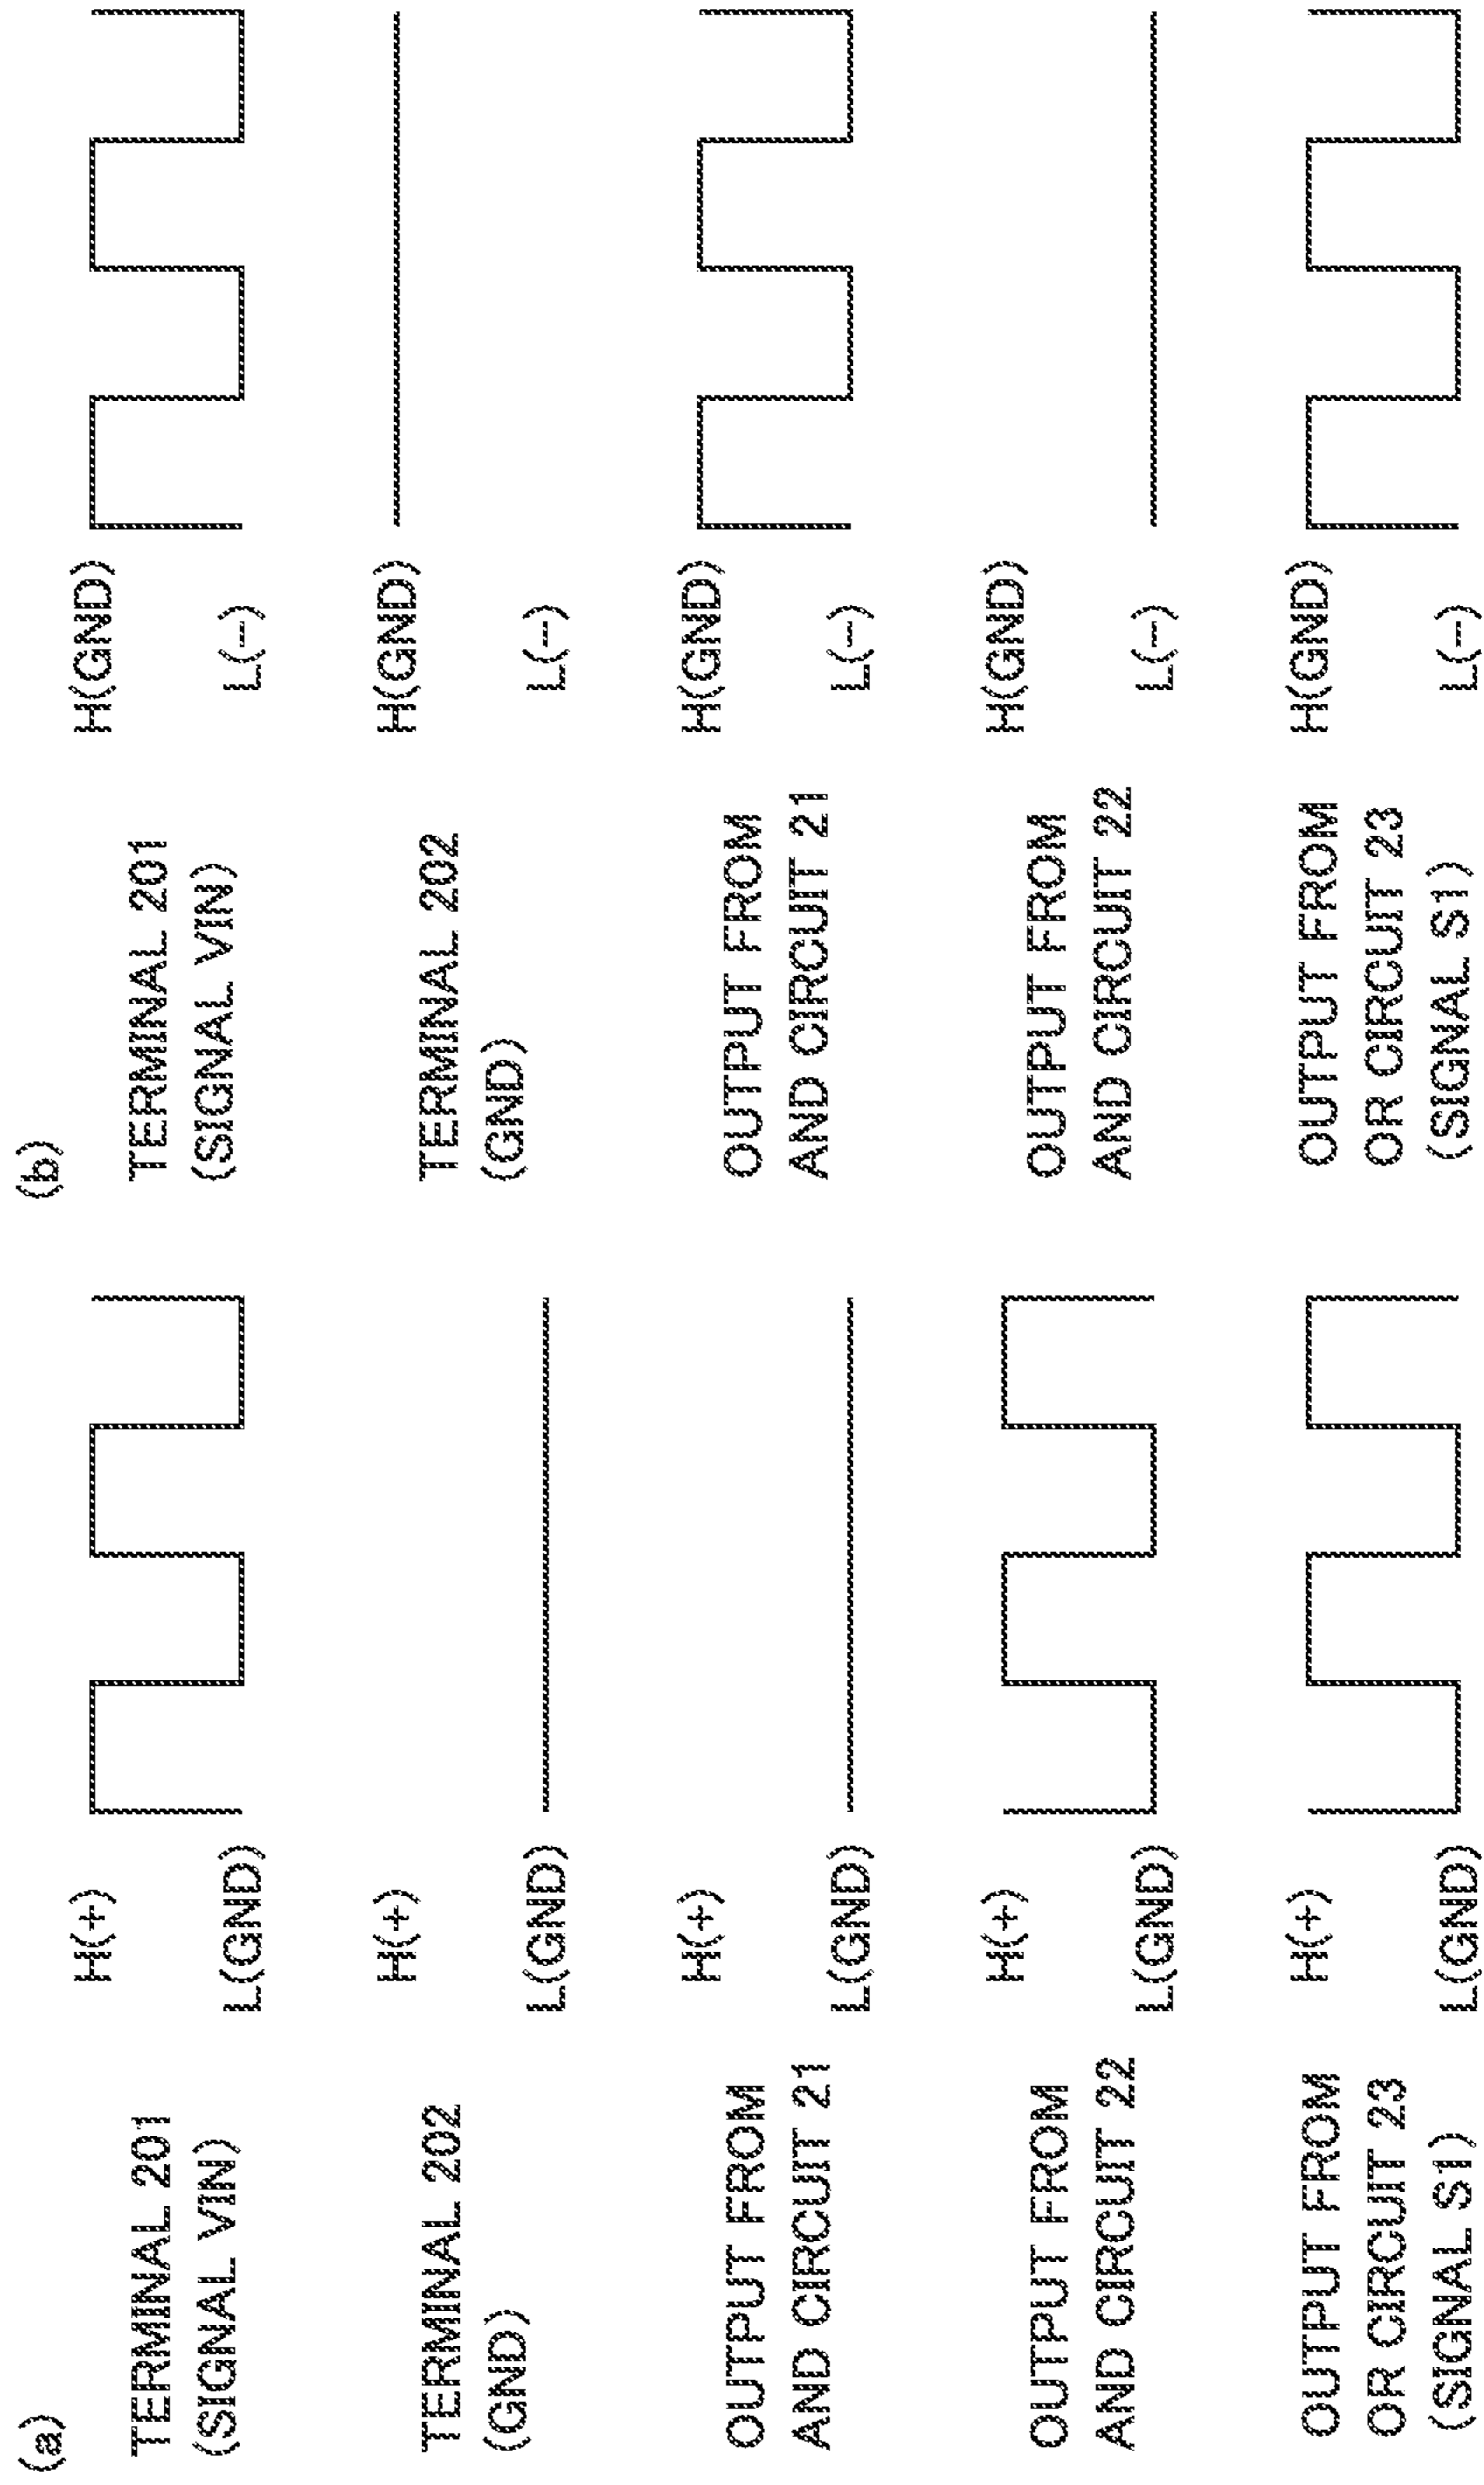 (a)
TERMINAL 201
(SIGNAL VIN)
H(+)
L(GND)
TERMINAL 202
(GND)
H(+)
L(GND)
OUTPUT FROM
AND CIRCUIT 21
H(+)
L(GND)
OUTPUT FROM
AND CIRCUIT 22
H(+)
L(GND)
OUTPUT FROM
OR CIRCUIT 23
(SIGNAL S1)
H(+)
L(GND)
(b)
TERMINAL 201
(SIGNAL VIN)
H(GND)
L(−)
TERMINAL 202
(GND)
H(GND)
L(−)
OUTPUT FROM
AND CIRCUIT 21
H(GND)
L(−)
OUTPUT FROM
AND CIRCUIT 22
H(GND)
L(−)
OUTPUT FROM
OR CIRCUIT 23
(SIGNAL S1)
H(GND)
L(−)